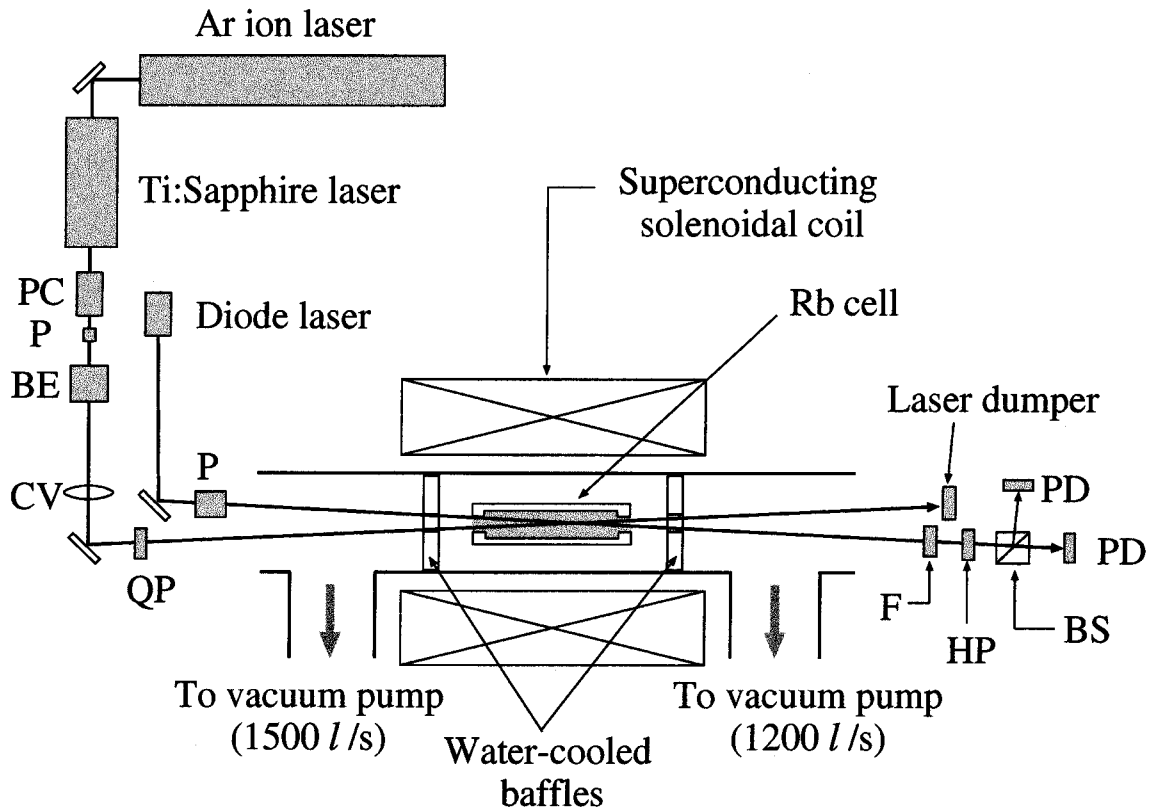 Ar ion laser
Ti:Sapphire laser
Superconducting
solenoidal coil
PC
Diode laser
Rb cell
P
BE
Laser dumper
P
CV
PD
PD
QP
F
BS
HP
To vacuum pump
(1500 l /s)
To vacuum pump
(1200 l /s)
Water-cooled
baffles